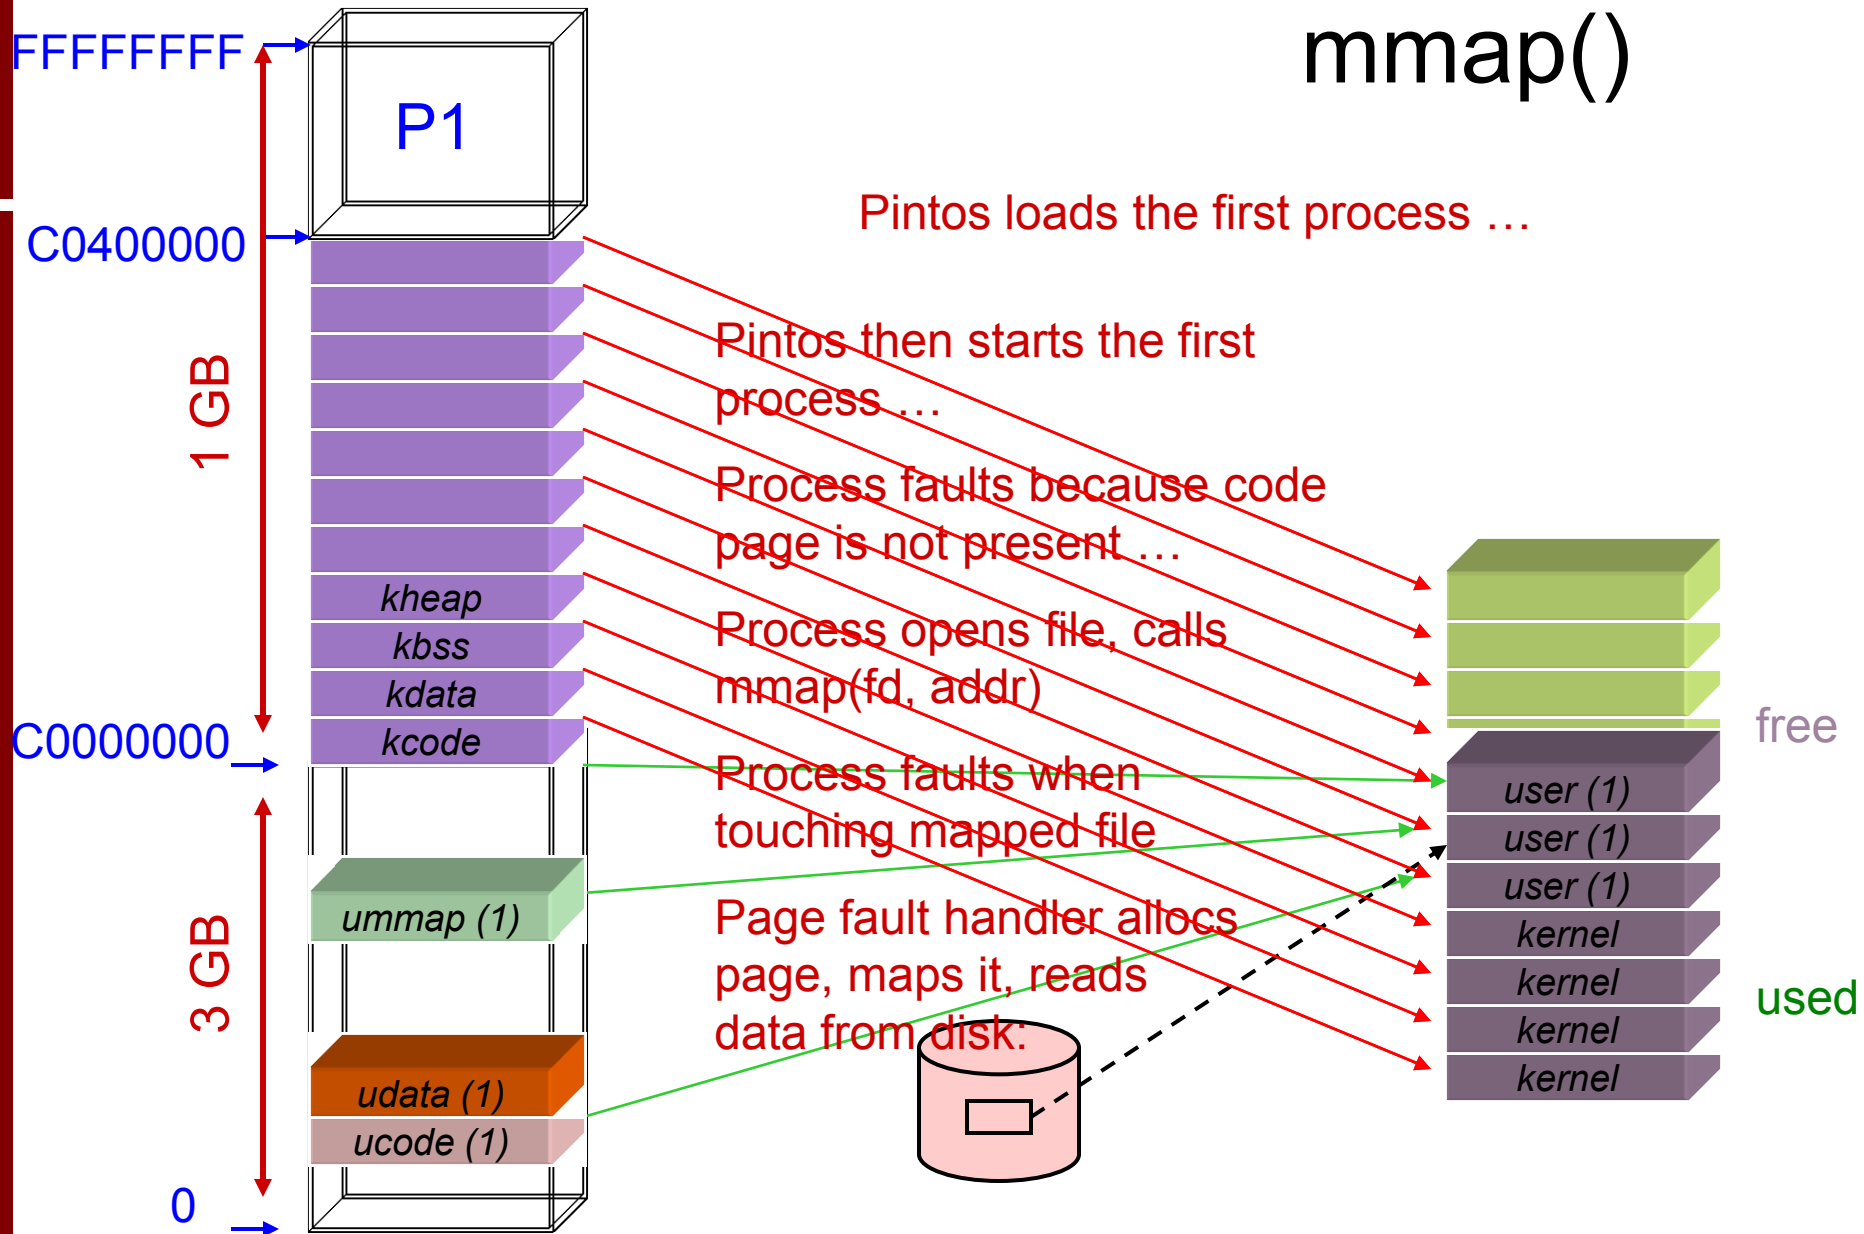 mmap()
FFFFFFFF
P1
C0400000
1 GB
kheap
kbss
kdata
kcode
C0000000
3 GB
ummap (1)
udata (1)
ucode (1)
0
Pintos loads the first process …
Pintos then starts the first
process …
Process faults because code
page is not present …
Process opens file, calls
mmap(fd, addr)
Process faults when
touching mapped file
Page fault handler allocs
page, maps it, reads
data from disk:
free
user (1)
user (1)
user (1)
kernel
kernel
kernel
kernel
used